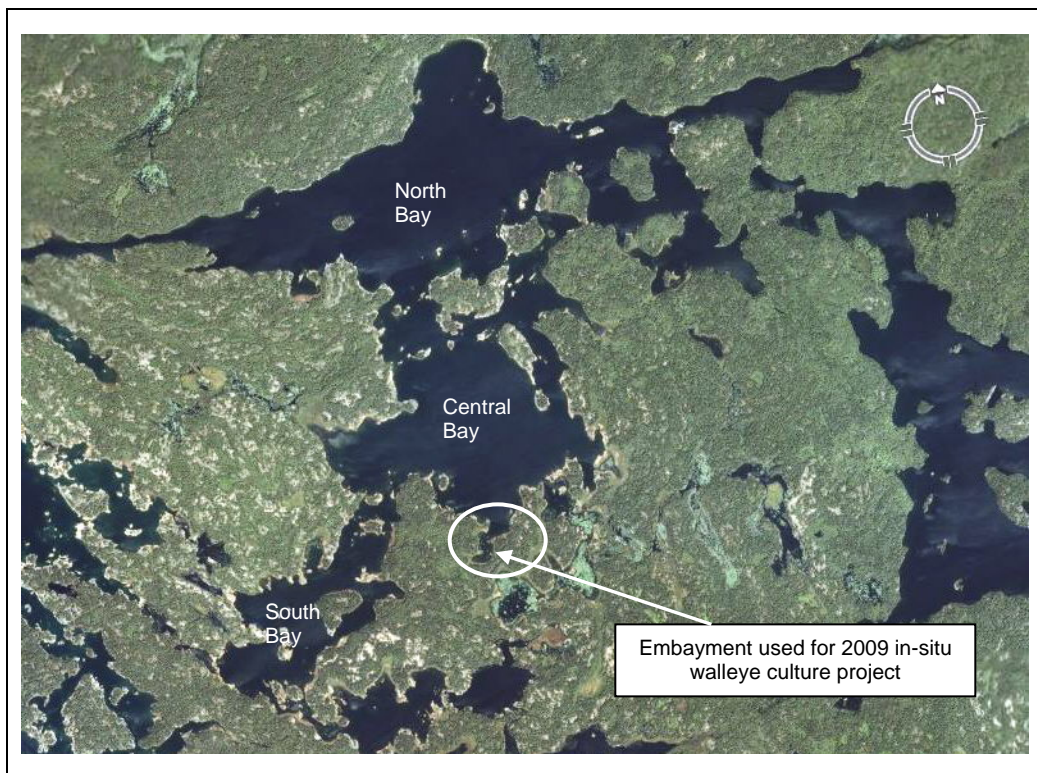 N
North
Bay
Central
Bay
South
Bay
Embayment used for 2009 in-situ
walleye culture project